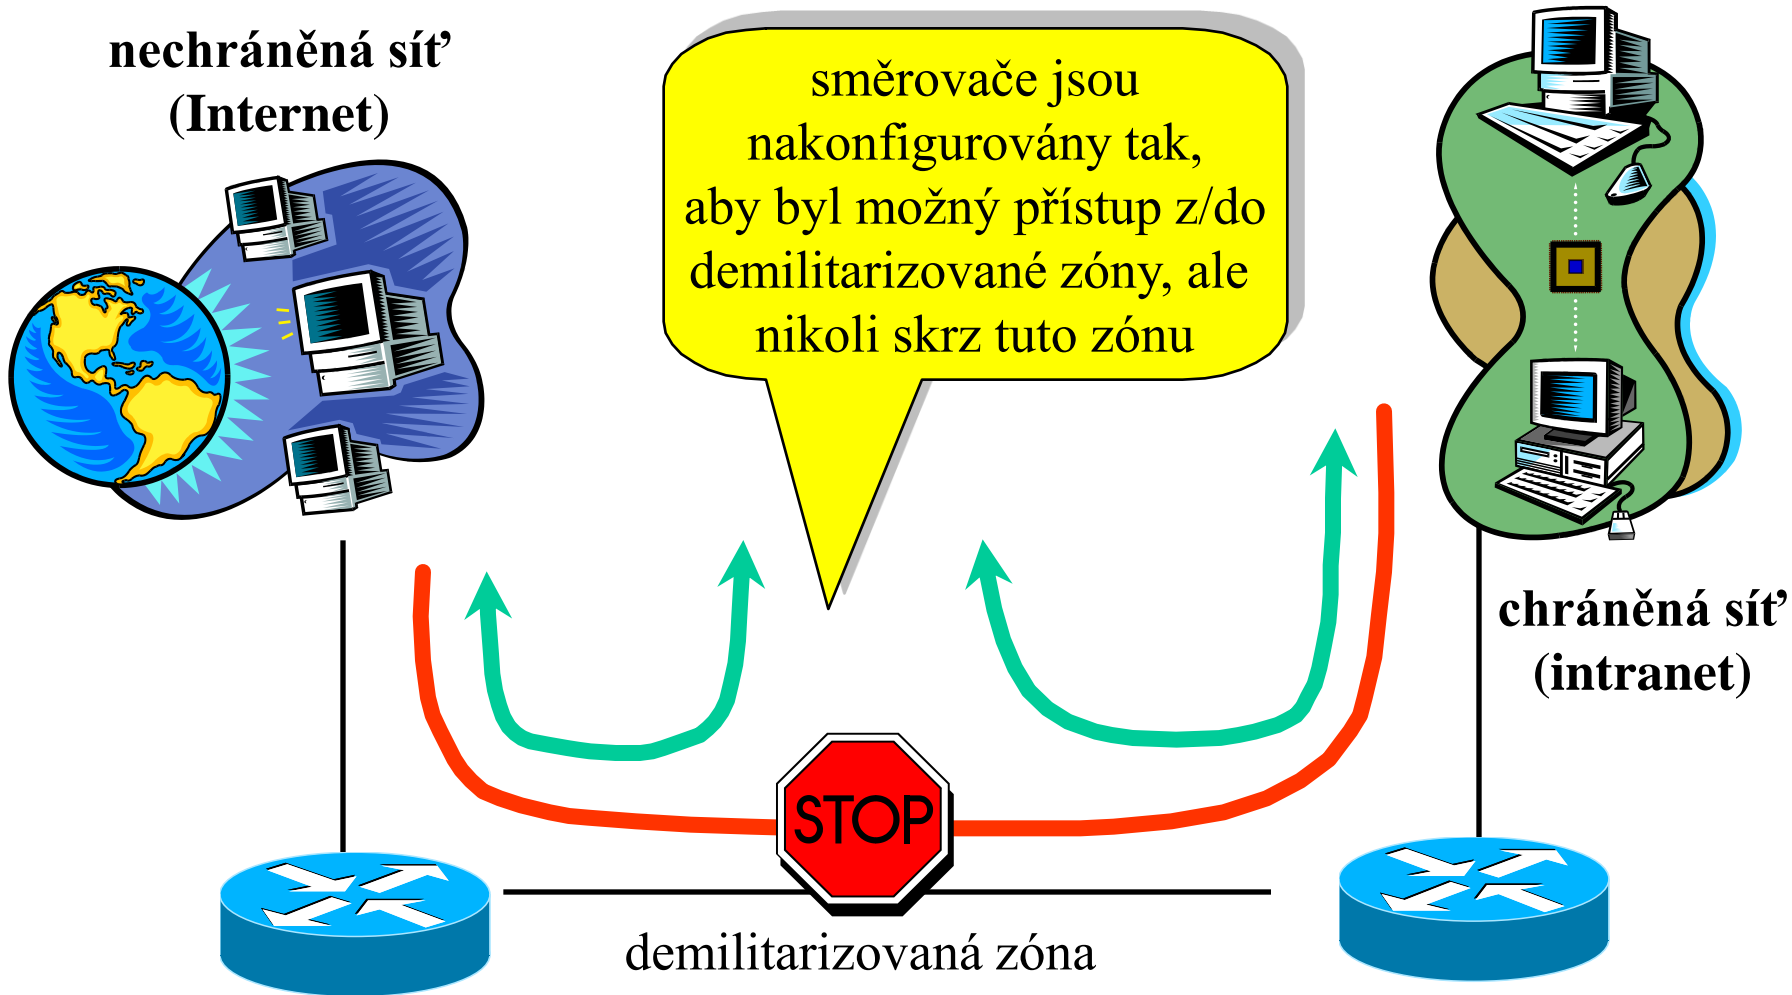 nechráněná síť
(Internet)
směrovače jsou
nakonfigurovány tak,
aby byl možný přístup z/do
demilitarizované zóny, ale
nikoli skrz tuto zónu
chráněná síť
(intranet)
STOP
demilitarizovaná zóna